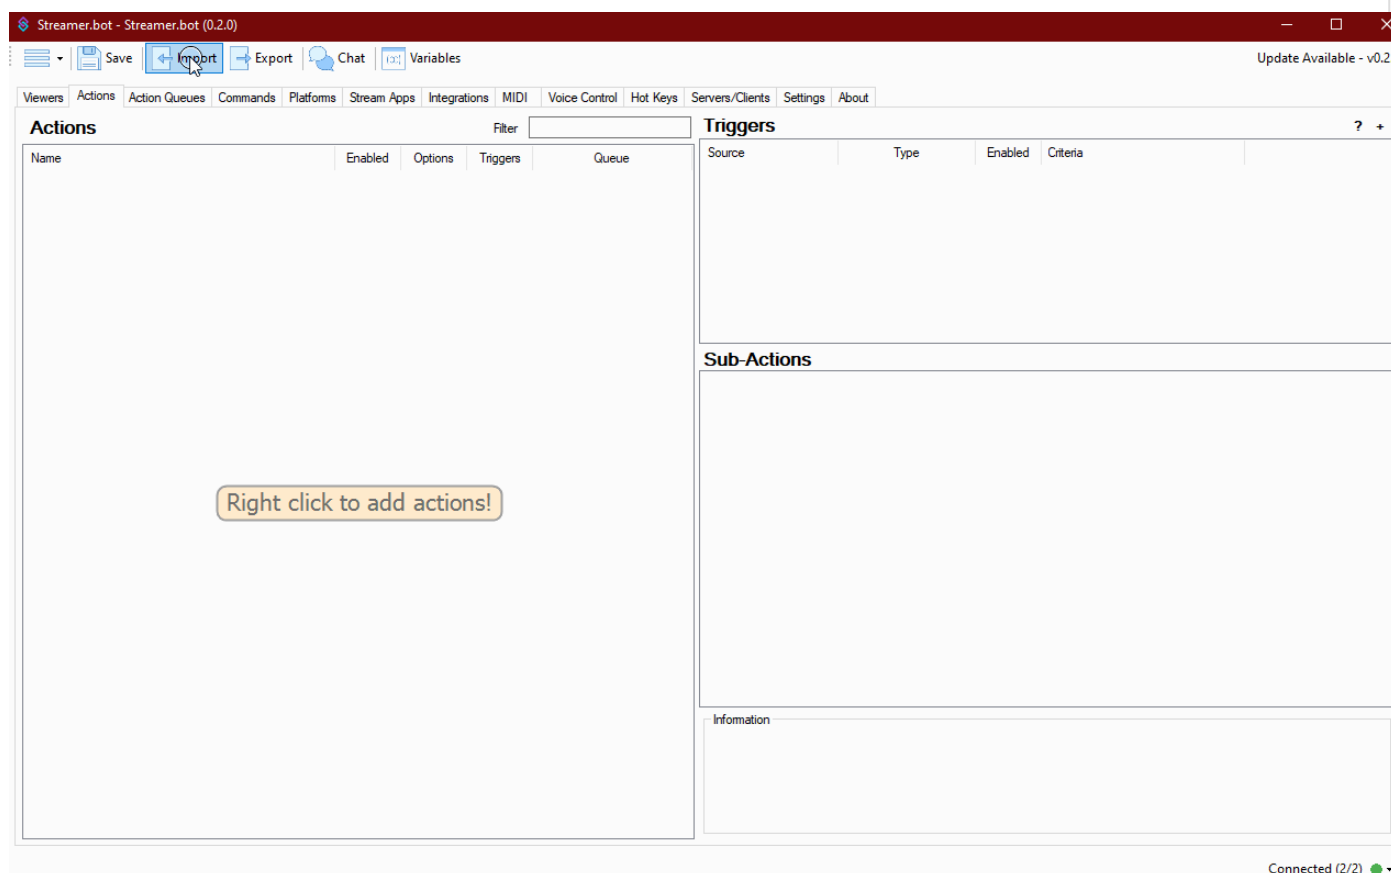 Streamer.bot - Streamer.bot (0.2.0)
Save Import Export Chat Variables Update Available - v0.2
Viewers Actions Action Queues Commands Platforms Stream Apps Integrations MIDI Voice Control Hot Keys Servers/Clients Settings About
Actions Filter Triggers ? +
Name Enabled Options Triggers Queue Source Type Enabled Criteria
Sub-Actions
Right click to add actions!
Information
Connected (2/2)